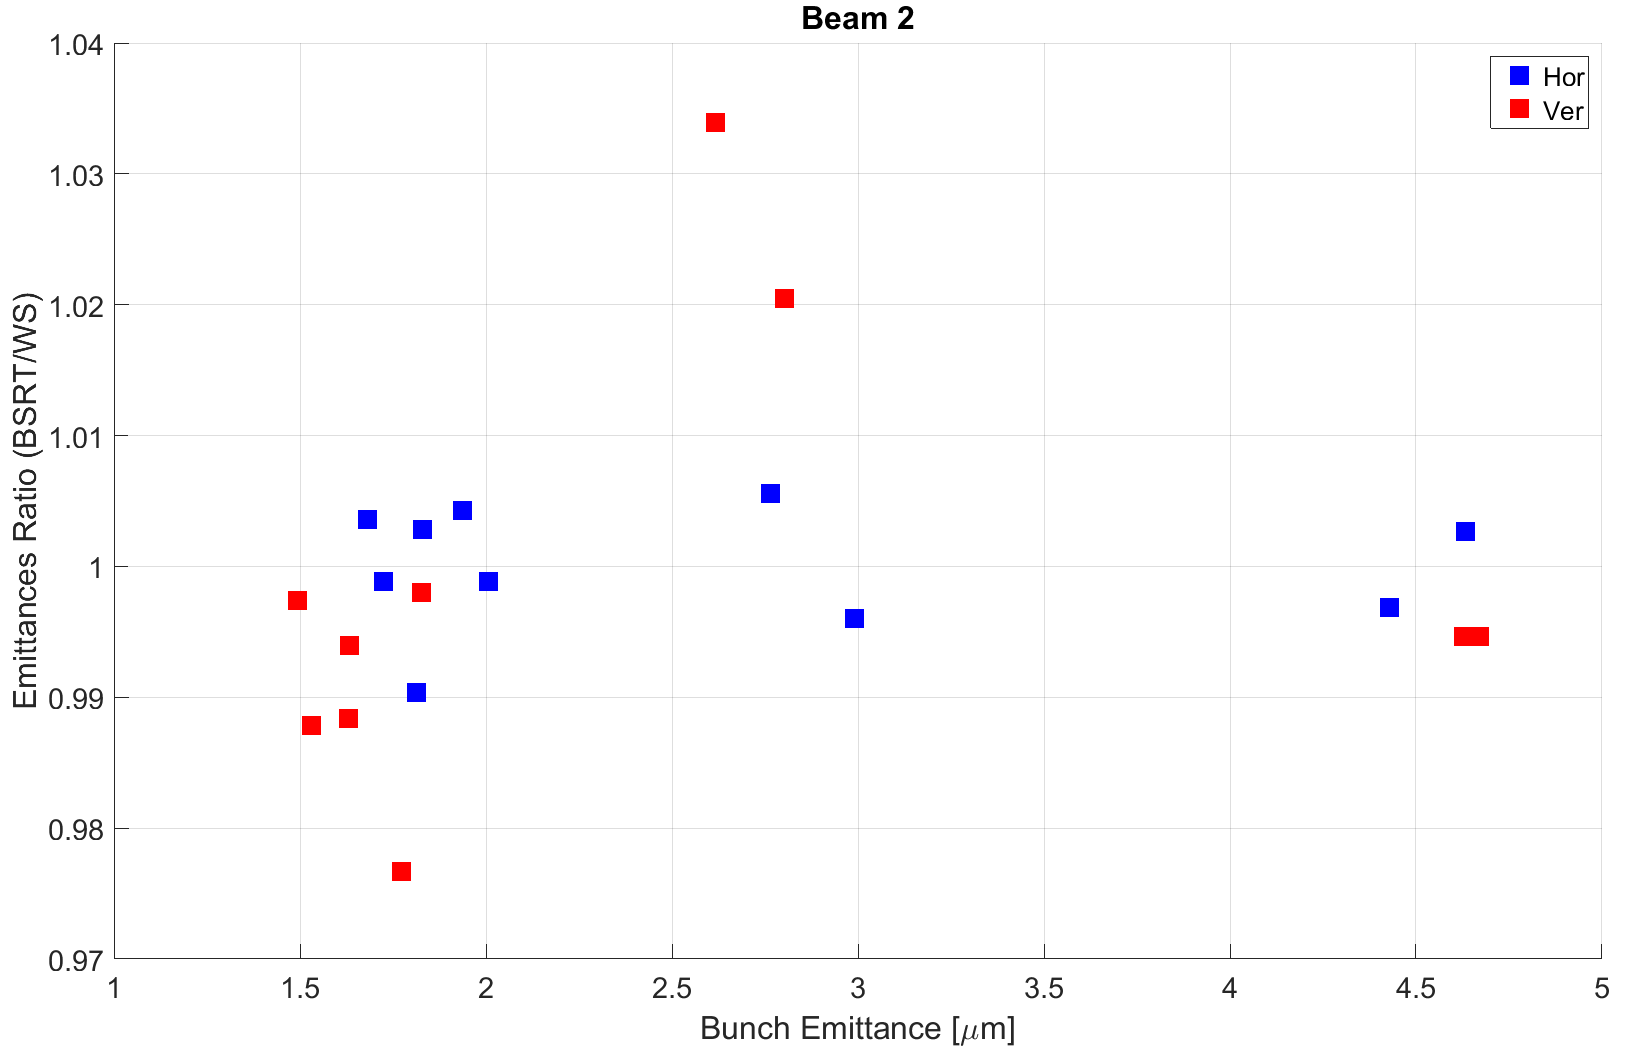 Beam 2
1.04
1.03
1.02
1.01
1
0.99
0.98
0.97
Emittances Ratio (BSRT/WS)
Hor
Ver
1 1.5 2 2.5 3 3.5 4 4.5 5
Bunch Emittance [μm]